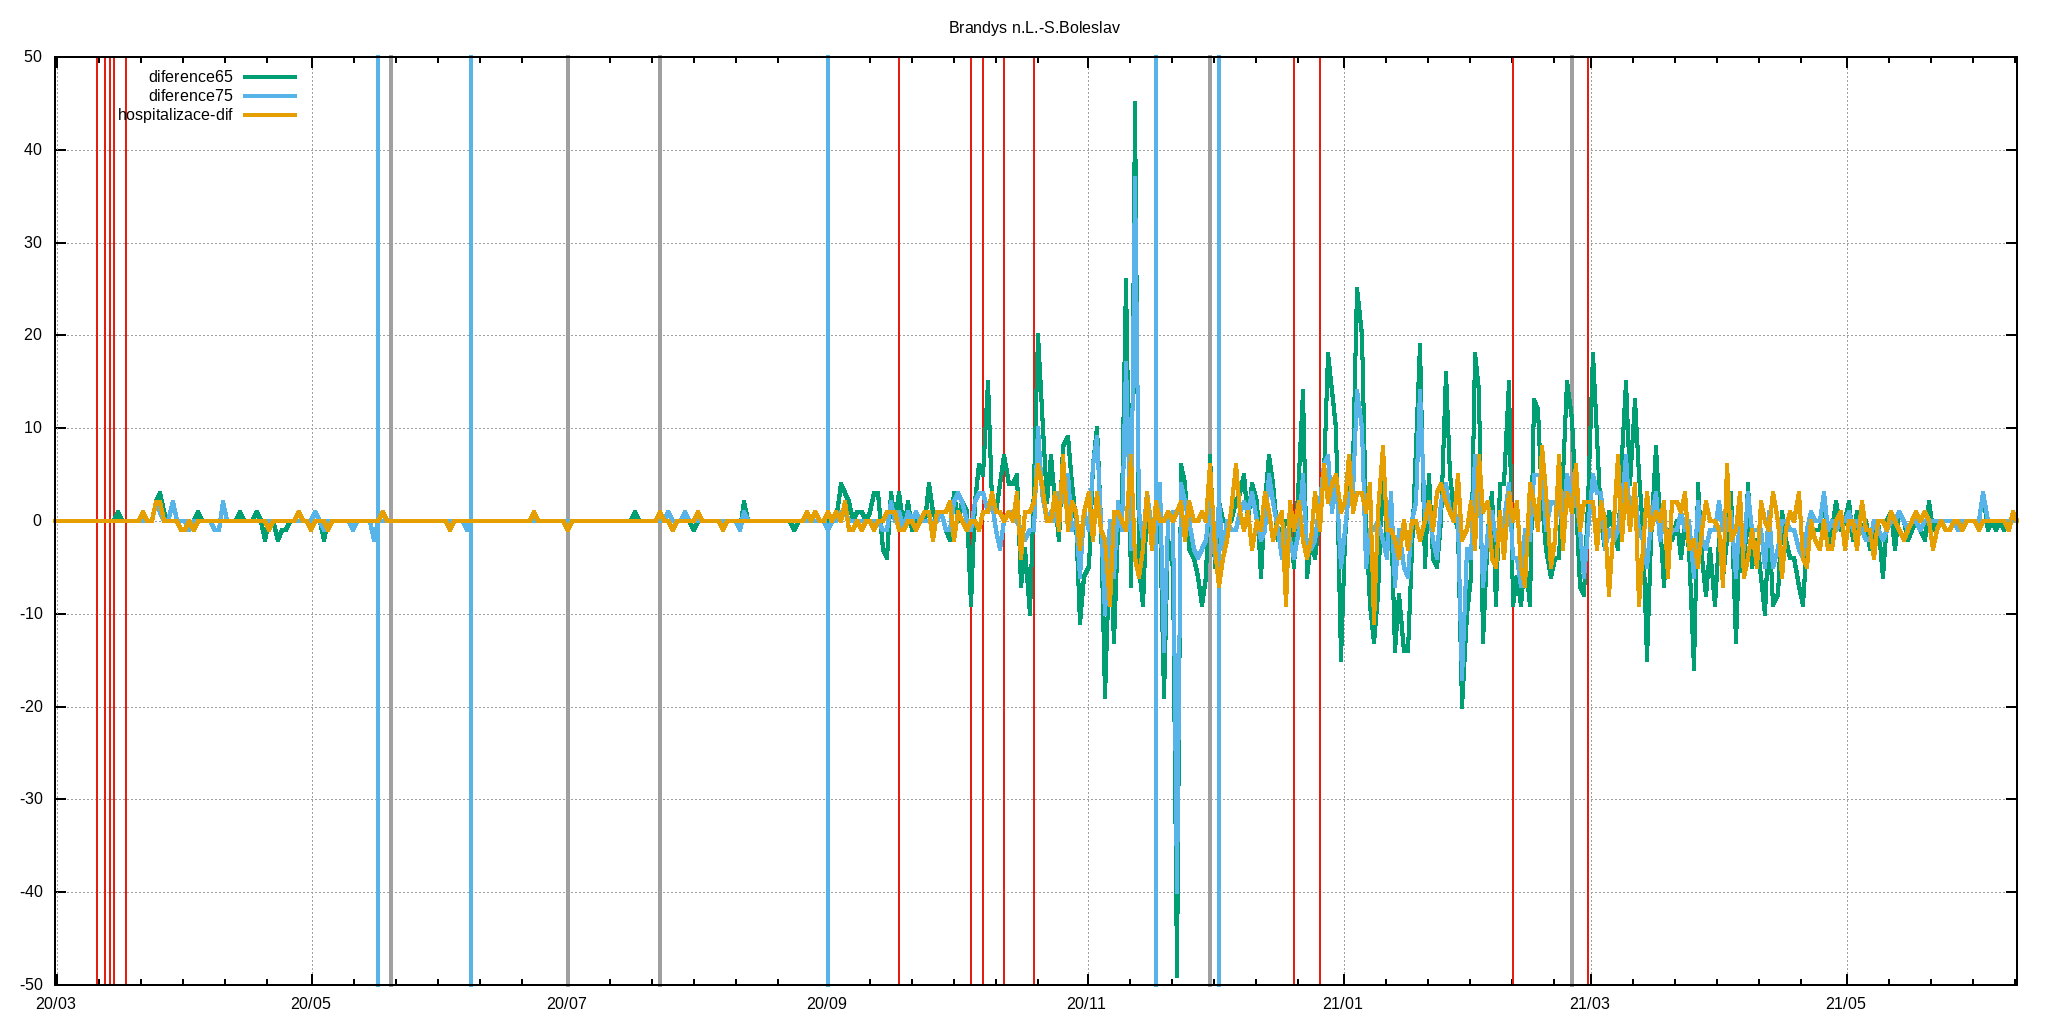 Brandys n.L.-S.Boleslav
diference65
diference75
hospitalizace-dif
50
40
30
20
10
0
-10
-20
-30
-40
-50
20/03 20/05 20/07 20/09 20/11 21/01 21/03 21/05